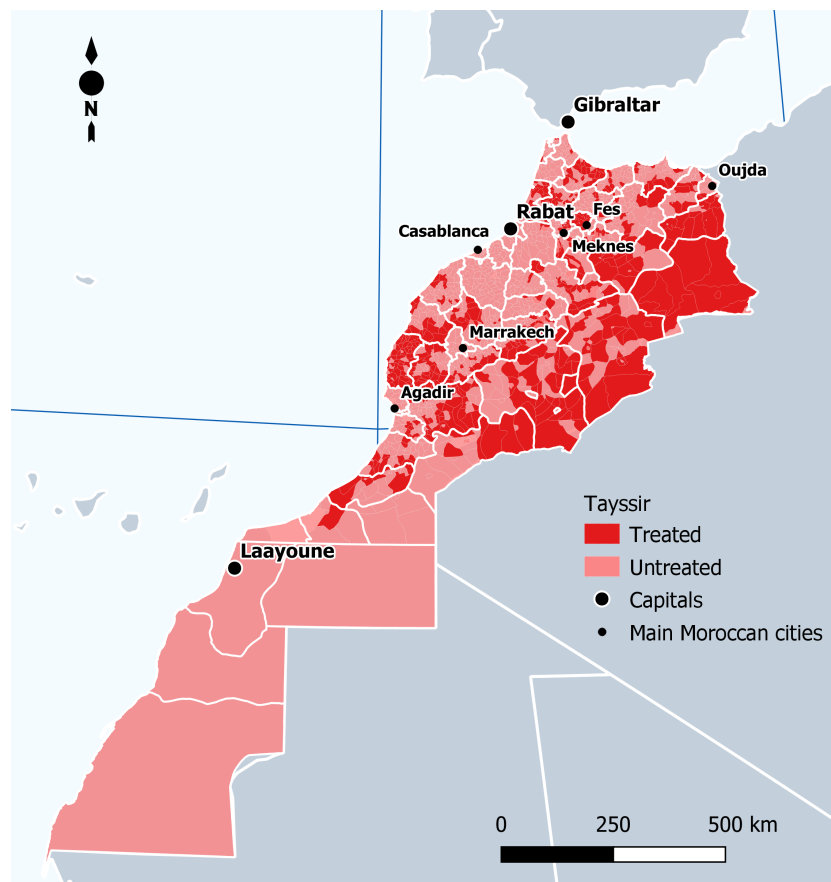 N
Gibraltar
Oujda
Rabat
Fes
Casablanca
Meknes
Marrakech
Agadir
Laayoune
Tayssir
Treated
Untreated
Capitals
Main Moroccan cities
0 250 500 km